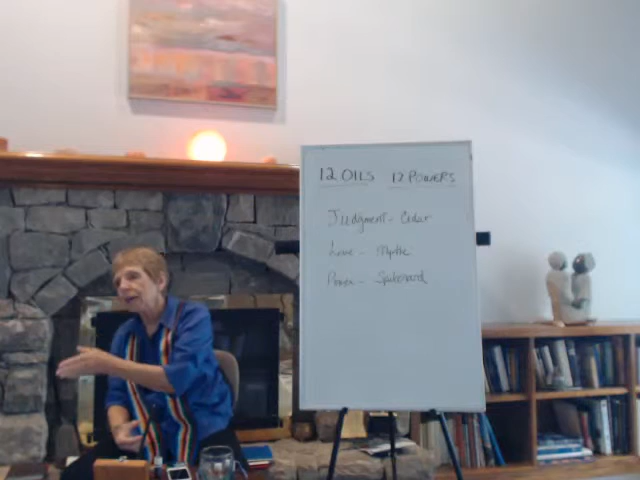 12 OILS 12 POWERS
Judgment - Cedar
Love - Myrtle
Power - Spikenard